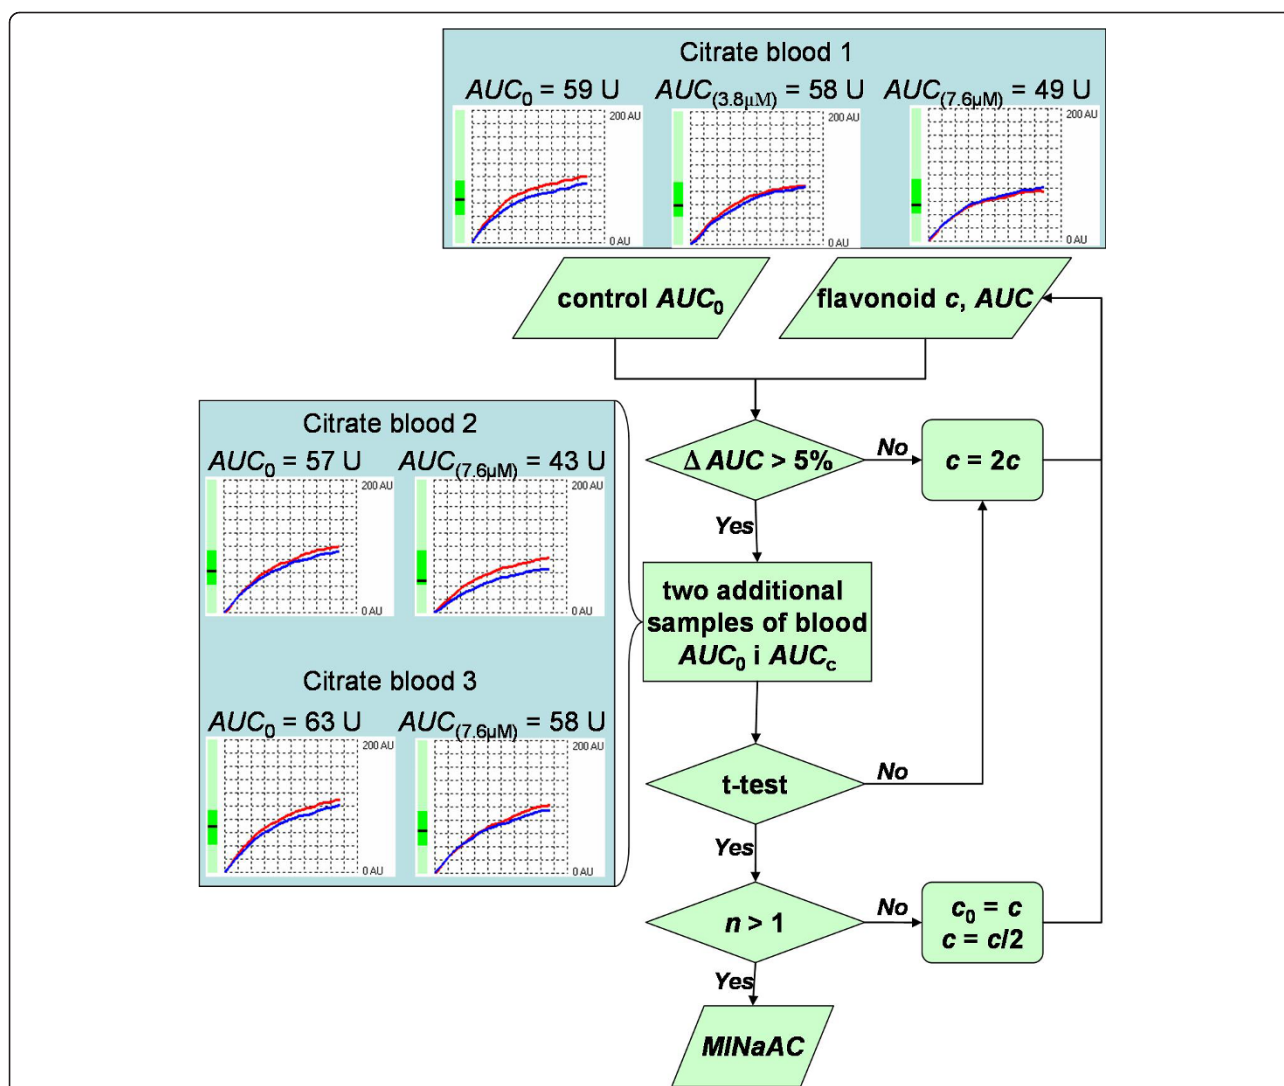 Citrate blood 1
AUC0 = 59 U
AUC(3.8µM) = 58 U
AUC(7.6µM) = 49 U
200 AU
0 AU
200 AU
0 AU
200 AU
0 AU
control AUC0
flavonoid c, AUC
Citrate blood 2
AUC0 = 57 U
AUC(7.6µM) = 43 U
200 AU
0 AU
200 AU
0 AU
Citrate blood 3
AUC0 = 63 U
AUC(7.6µM) = 58 U
200 AU
0 AU
200 AU
0 AU
Δ AUC > 5%
No
c = 2c
Yes
two additional
samples of blood
AUC0 i AUCc
t-test
No
Yes
n > 1
No
c0 = c
c = c/2
Yes
MINaAC